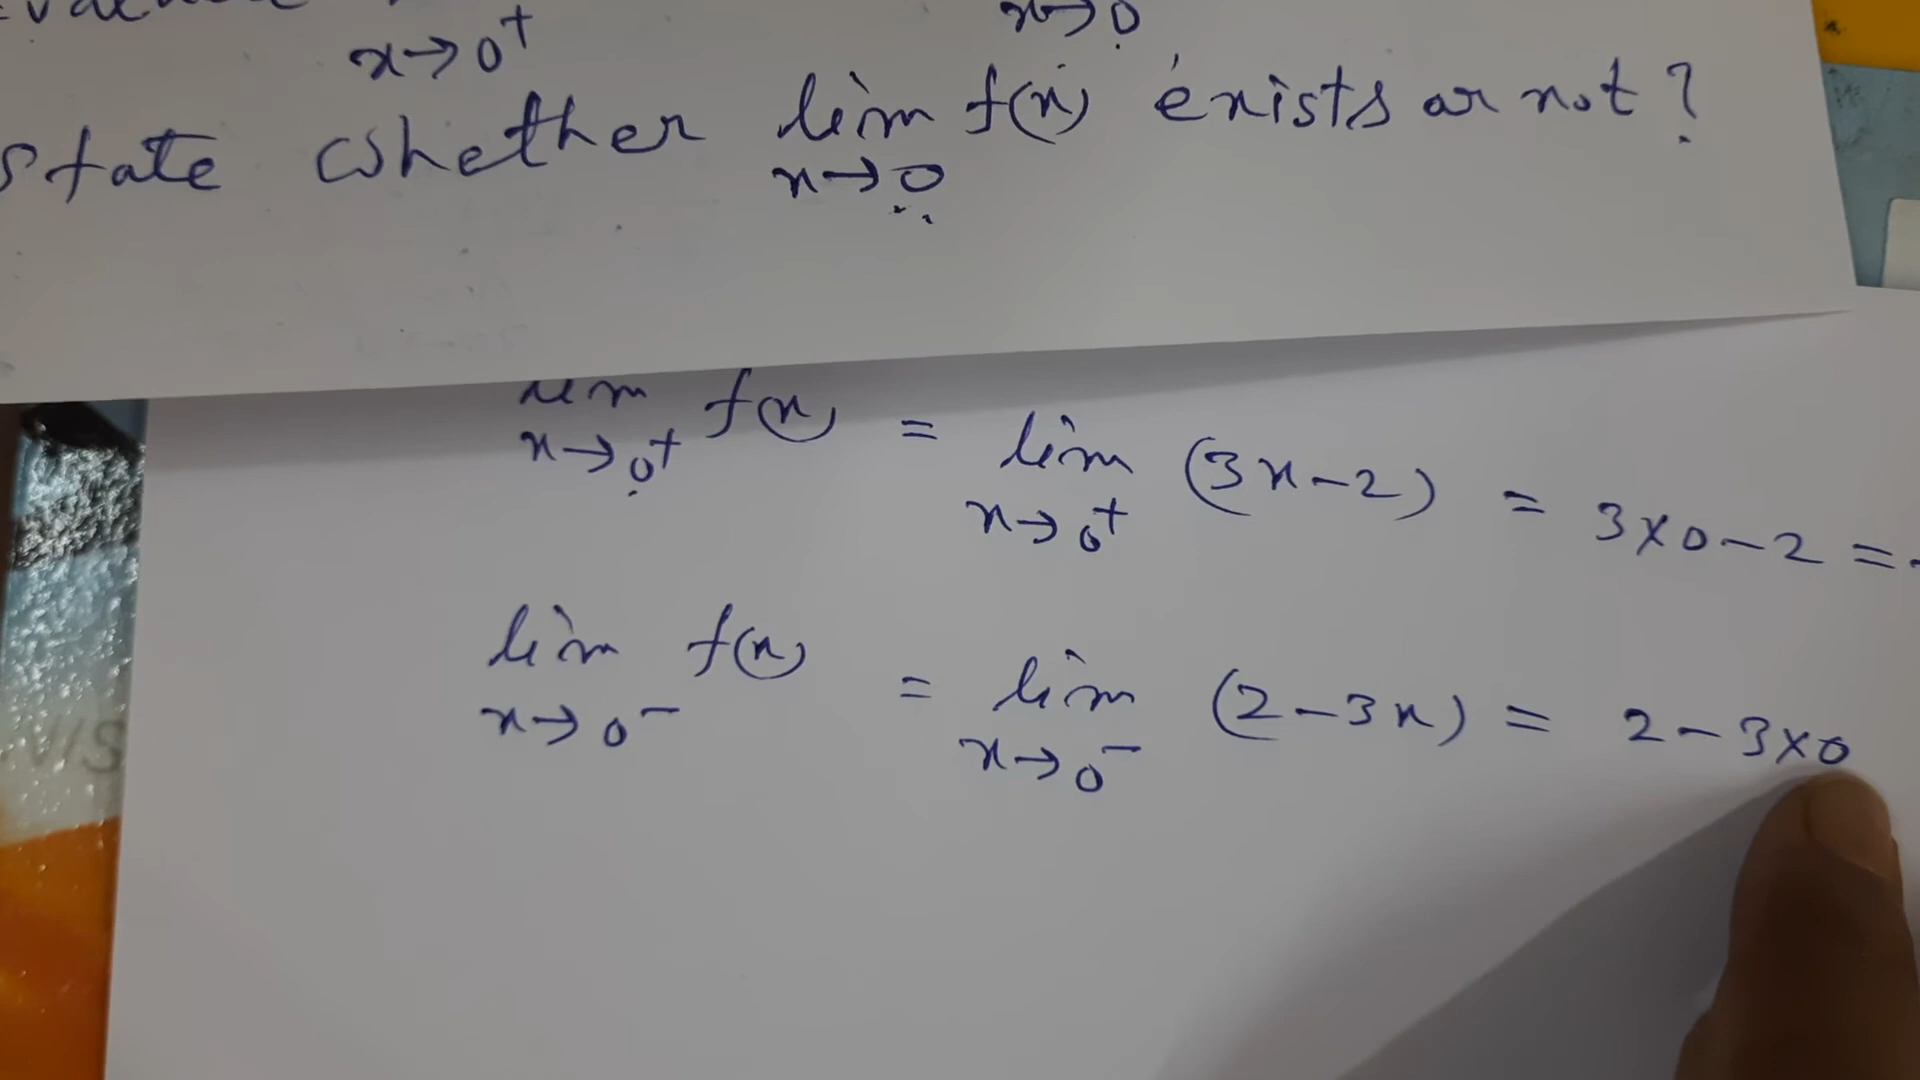 x→0⁺ x→0
State whether lim f(x) exists or not?
x→0
lim f(x) = lim (3x-2) = 3×0-2 =
x→0⁺ x→0⁺
lim f(x) = lim (2-3x) = 2-3×0
x→0⁻ x→0⁻